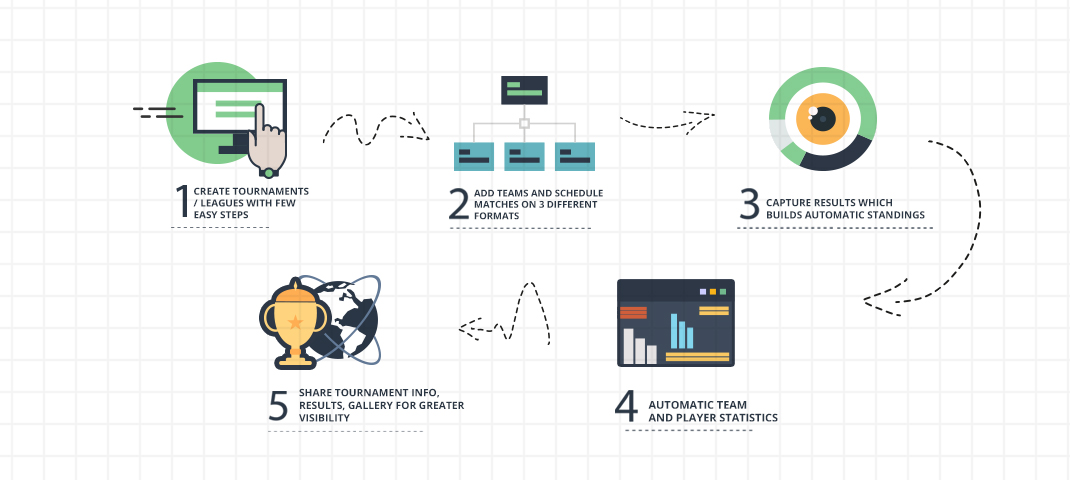 1 CREATE TOURNAMENTS
/ LEAGUES WITH FEW
EASY STEPS
2 ADD TEAMS AND SCHEDULE
MATCHES ON 3 DIFFERENT
FORMATS
3 CAPTURE RESULTS WHICH
BUILDS AUTOMATIC STANDINGS
4 AUTOMATIC TEAM
AND PLAYER STATISTICS
5 SHARE TOURNAMENT INFO,
RESULTS, GALLERY FOR GREATER
VISIBILITY